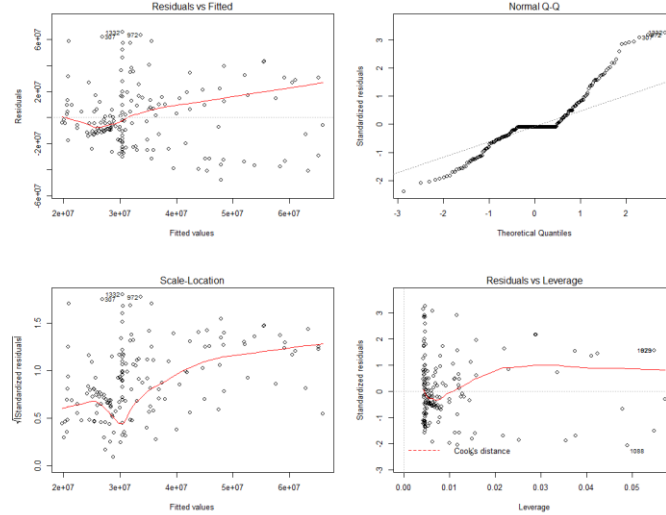 Residuals vs Fitted
Residuals
6e+07
2e+07
-2e+07
-6e+07
1332
307
972
2e+07 3e+07 4e+07 5e+07 6e+07
Fitted values
Normal Q-Q
Standardized residuals
3
2
1
0
-1
-2
-3 -2 -1 0 1 2
Theoretical Quantiles
Scale-Location
√|Standardized residuals|
1.5
1.0
0.5
0.0
1332
307
972
2e+07 3e+07 4e+07 5e+07 6e+07
Fitted values
Residuals vs Leverage
Standardized residuals
3
2
1
0
-1
-2
-3
1088
Cook's distance
0.00 0.01 0.02 0.03 0.04 0.05
Leverage